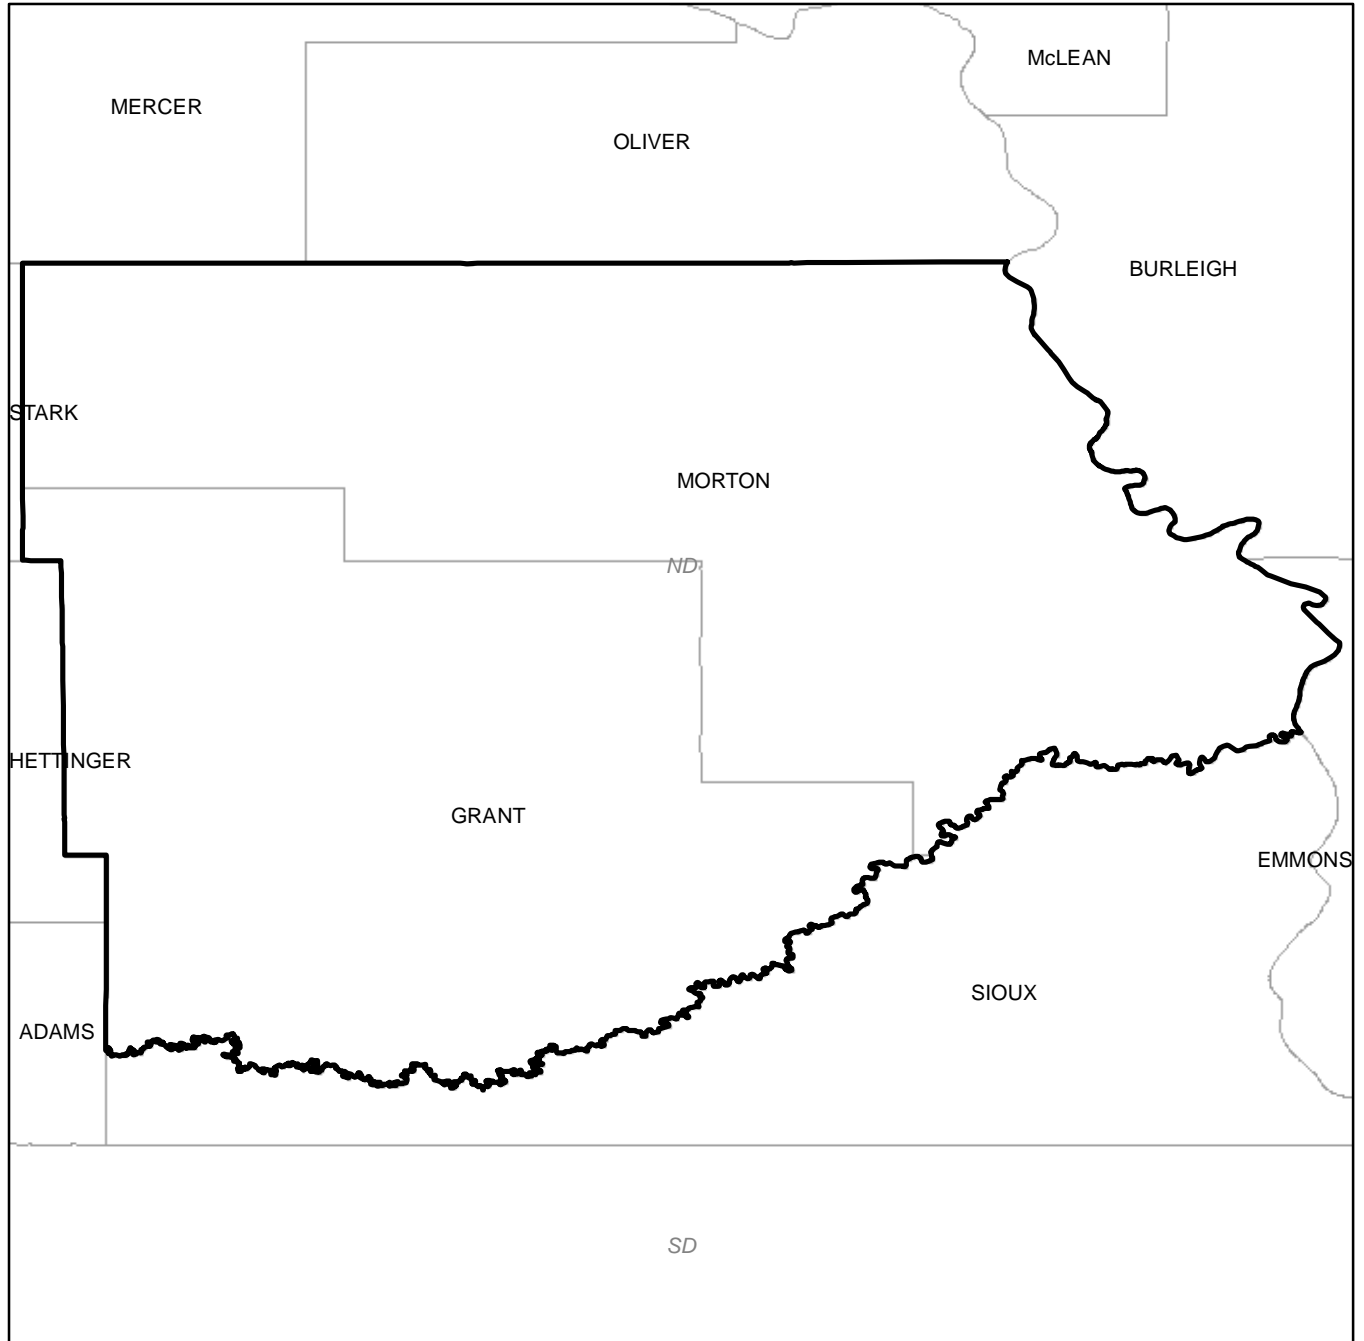 McLEAN
MERCER
OLIVER
BURLEIGH
STARK
MORTON
ND
HETTINGER
GRANT
EMMONS
SIOUX
ADAMS
SD